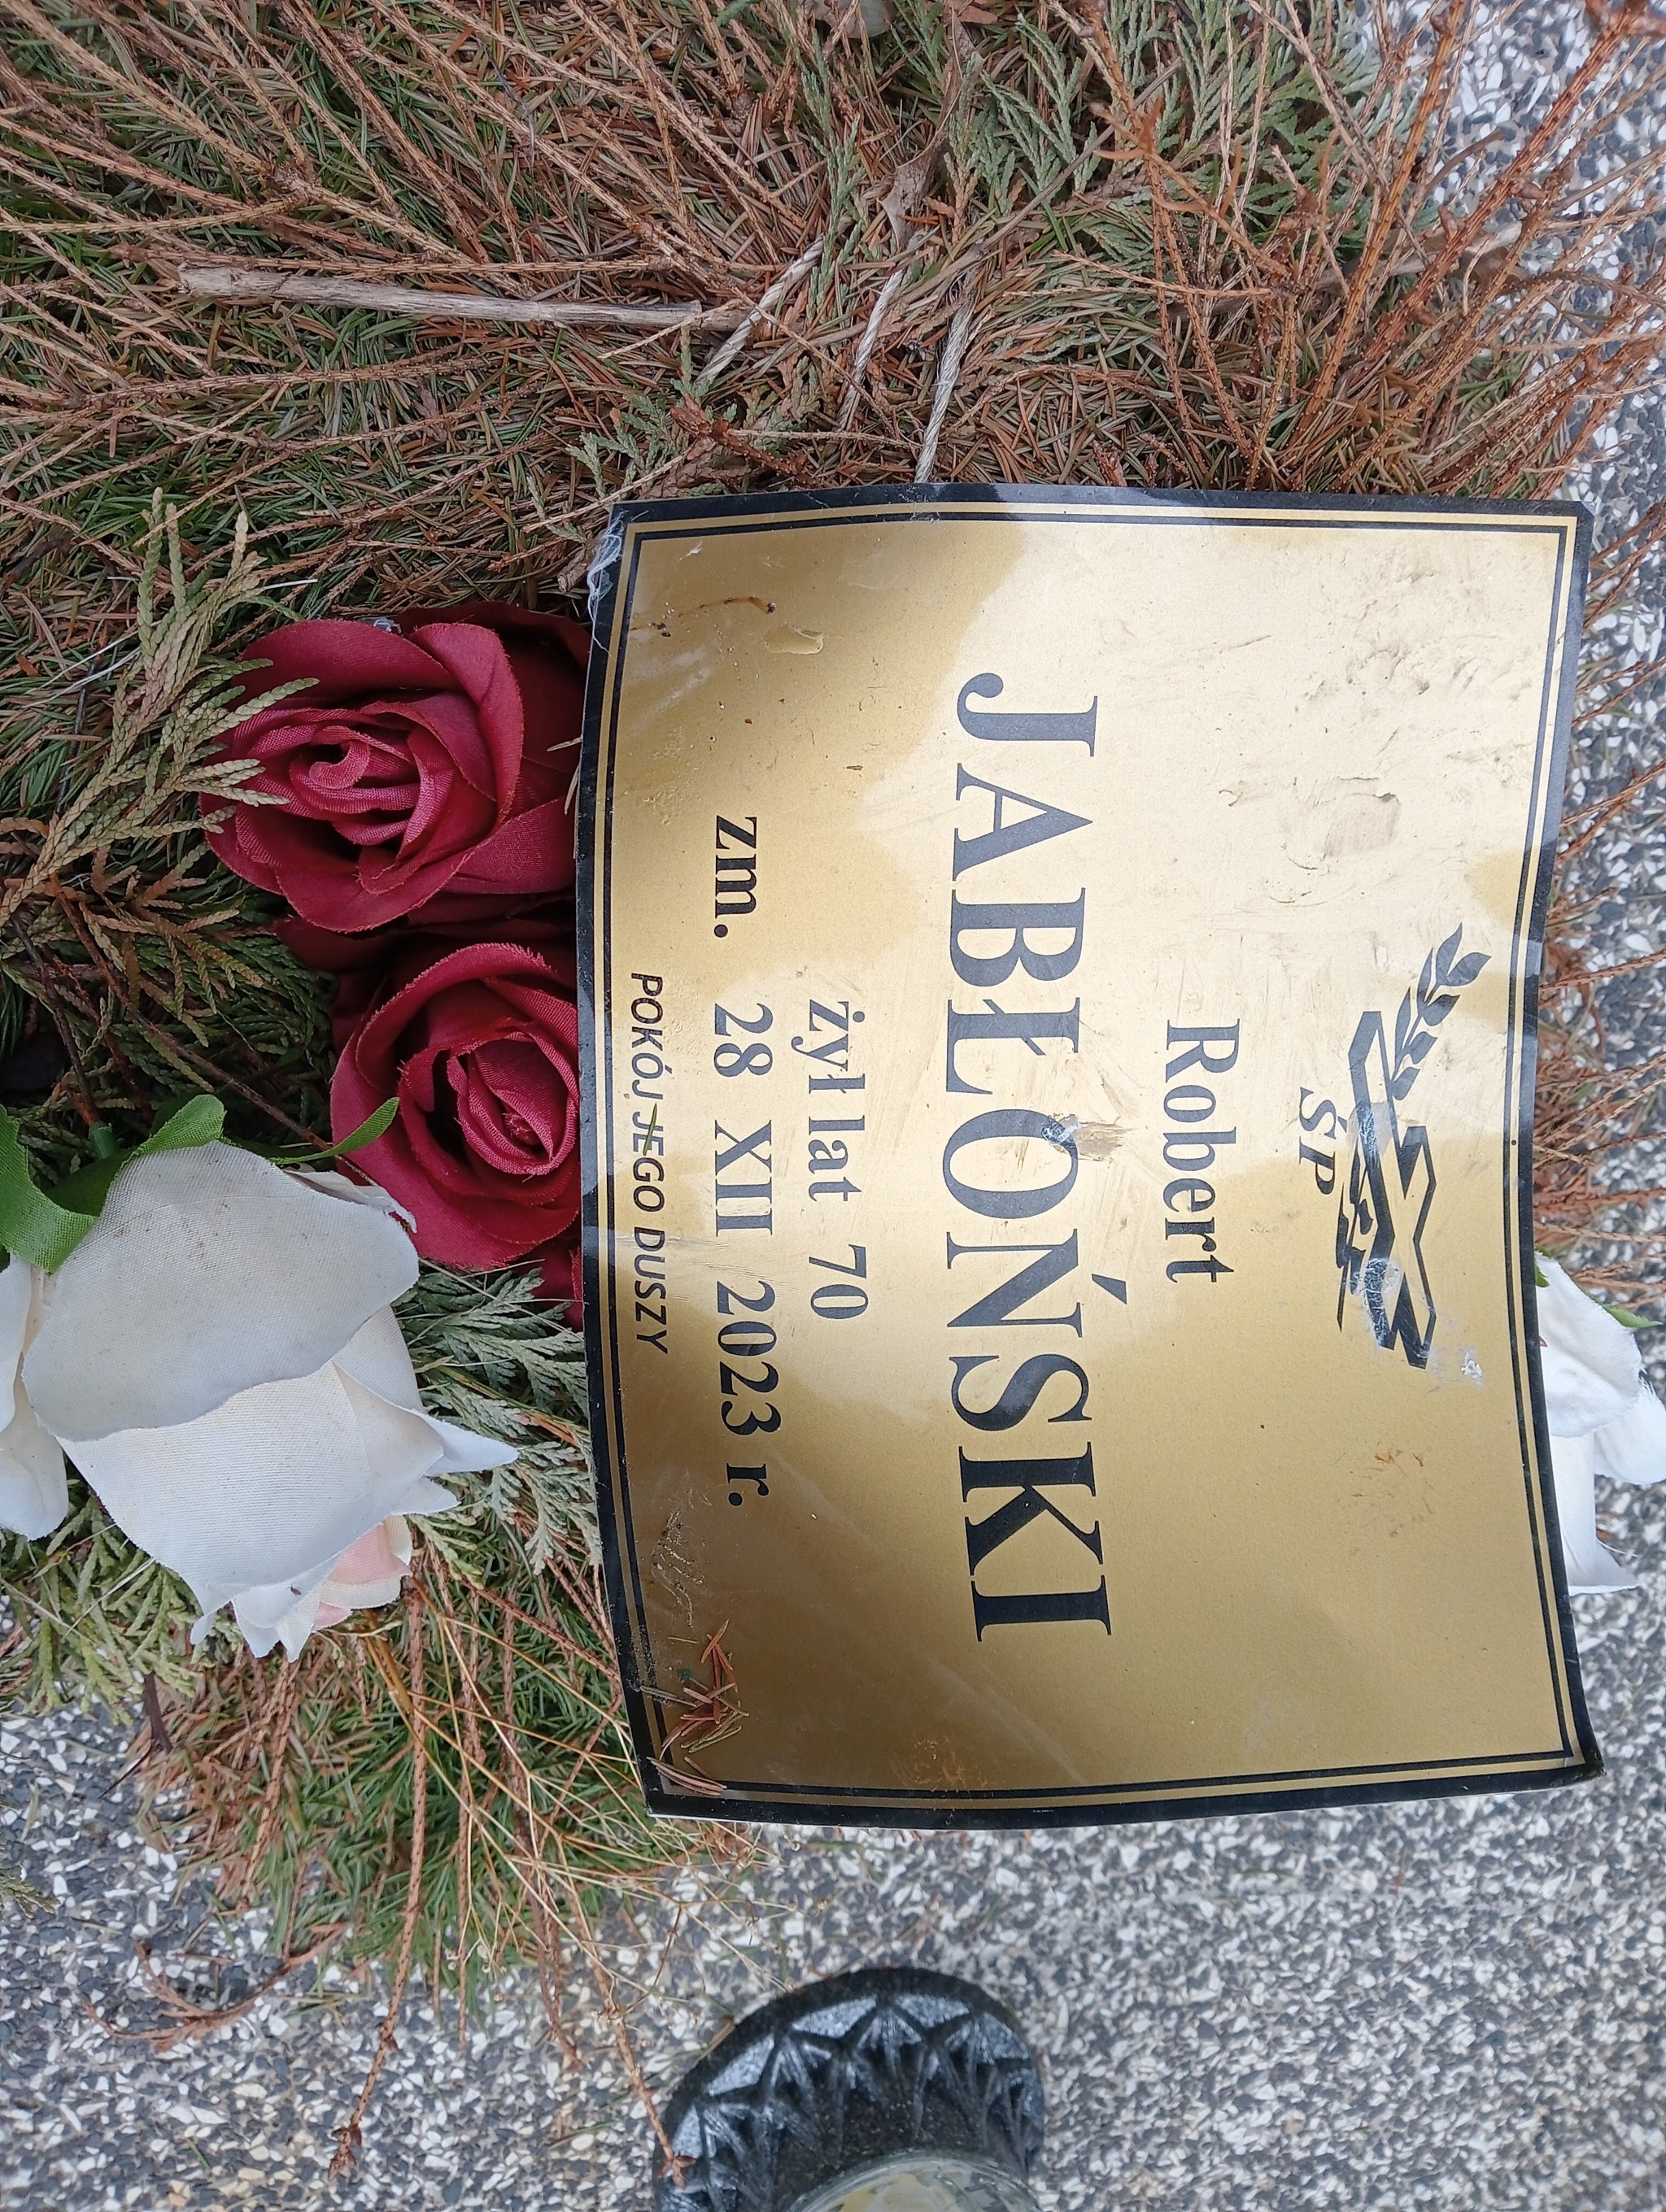 ŚP
Robert
JABŁOŃSKI
żył lat 70
zm. 28 XII 2023 r.
POKÓJ JEGO DUSZY